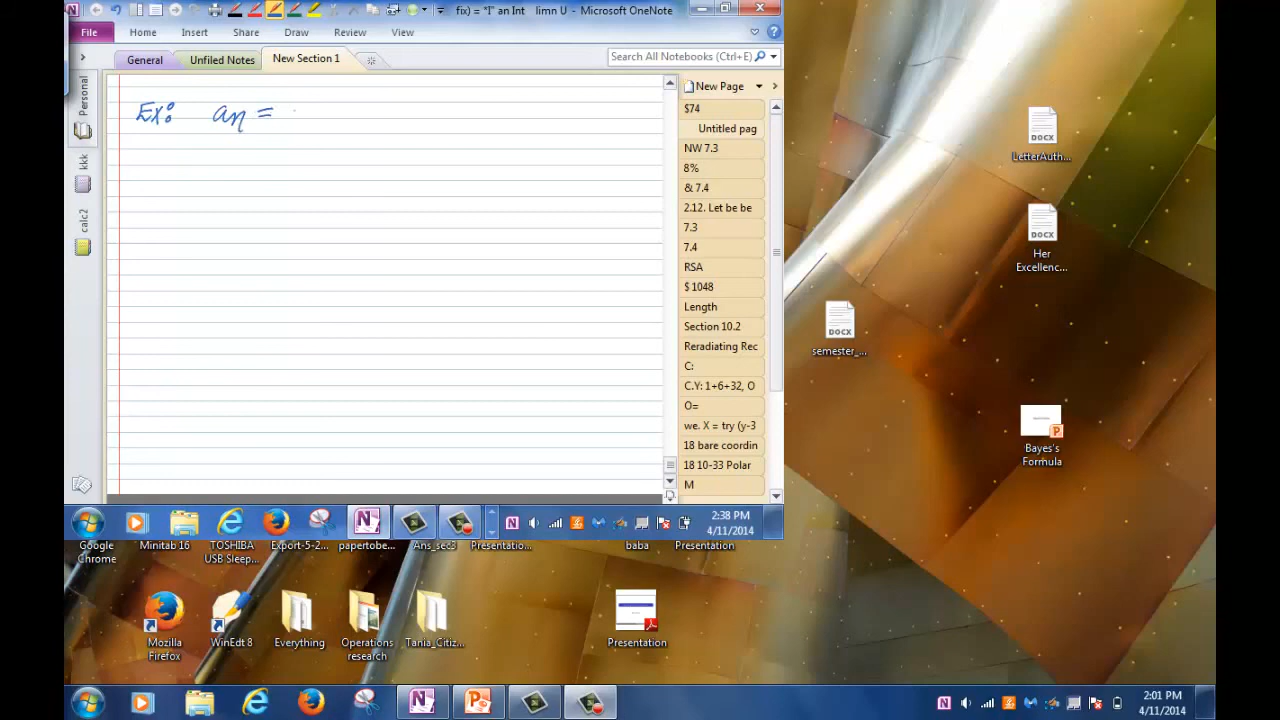 fix) = "I" an Int limn U - Microsoft OneNote
File Home Insert Share Draw Review View
General Unfiled Notes New Section 1 Search All Notebooks (Ctrl+E)
Personal
kkk
calc2
Ex: an =
New Page
$74
Untitled pag
NW 7.3
8%
& 7.4
2.12. Let be be
7.3
7.4
RSA
$ 1048
Length
Section 10.2
Reradiating Rec
C:
C.Y: 1+6+32, O
O=
we. X = try (y-3
18 bare coordin
18 10-33 Polar
M
DOCX
LetterAuth...
DOCX
Her
Excellenc...
DOCX
semester_...
Bayes's
Formula
2:38 PM
4/11/2014
Google
Chrome
Minitab 16
TOSHIBA
USB Sleep...
Export-5-2...
papertobe...
Ans_sec3
Presentatio...
baba
Presentation
Mozilla
Firefox
WinEdt 8
Everything
Operations
research
Tania_Citiz...
Presentation
2:01 PM
4/11/2014